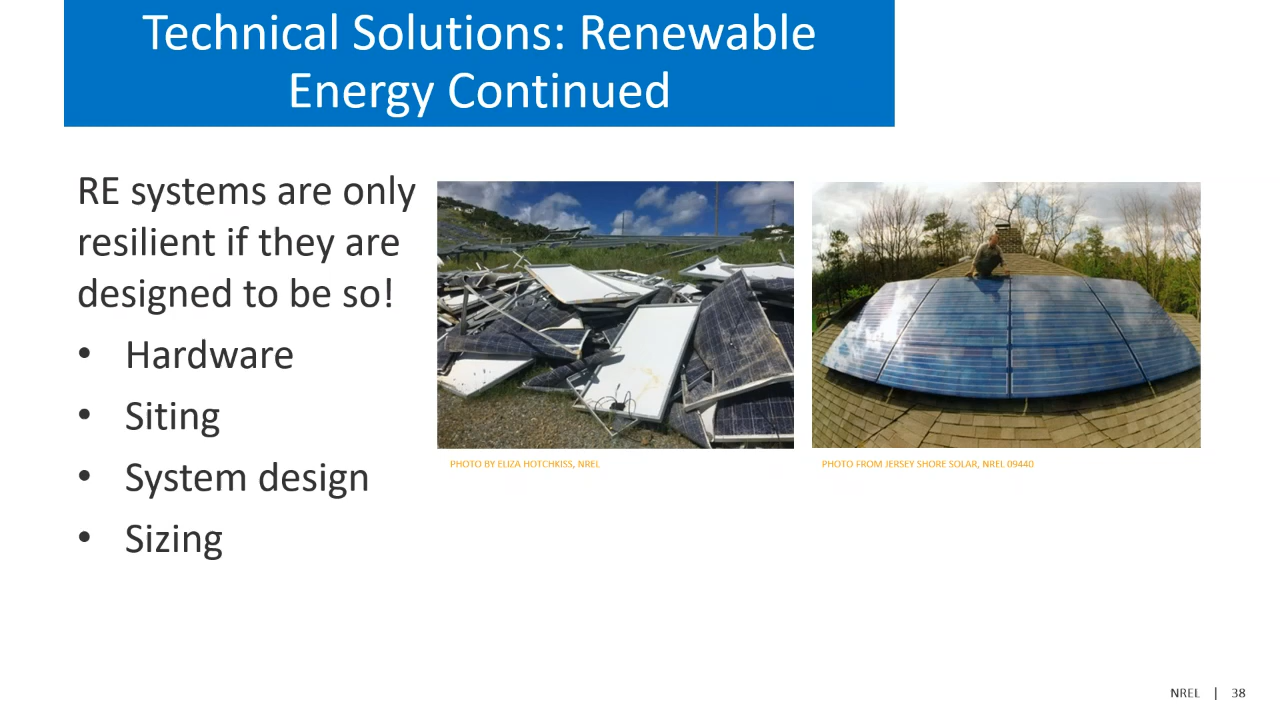 Technical Solutions: Renewable
Energy Continued
RE systems are only
resilient if they are
designed to be so!
• Hardware
• Siting
• System design
• Sizing
PHOTO BY ELIZA HOTCHKISS, NREL
PHOTO FROM JERSEY SHORE SOLAR, NREL 09440
NREL | 38